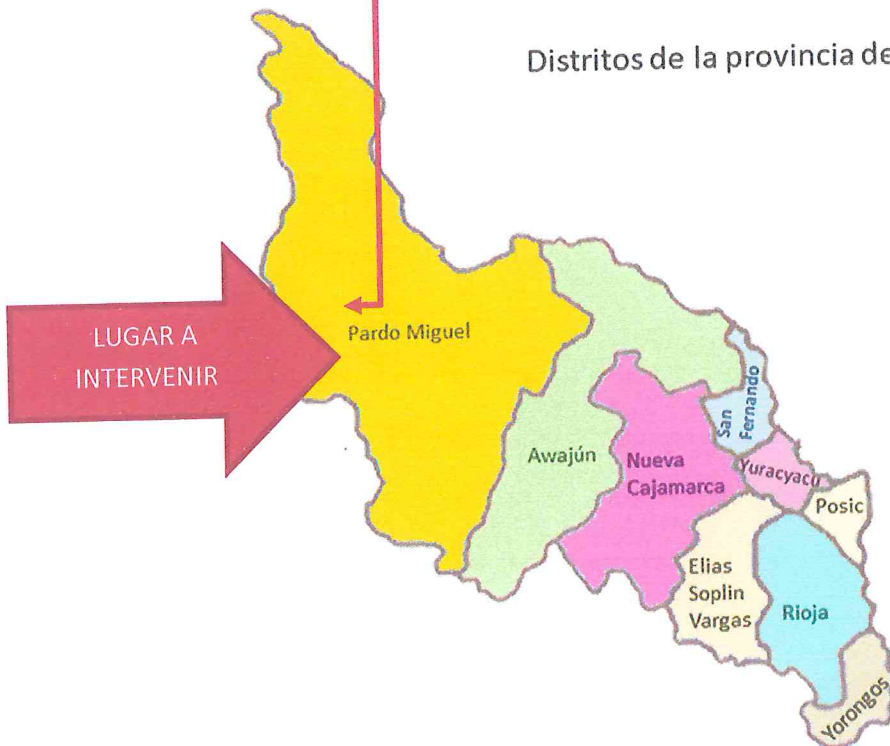 Distritos de la provincia de
LUGAR A
INTERVENIR
Pardo Miguel
Awajún
Nueva
Cajamarca
San
Fernando
Yuracyacu
Posic
Elias
Soplin
Vargas
Rioja
Yorongos